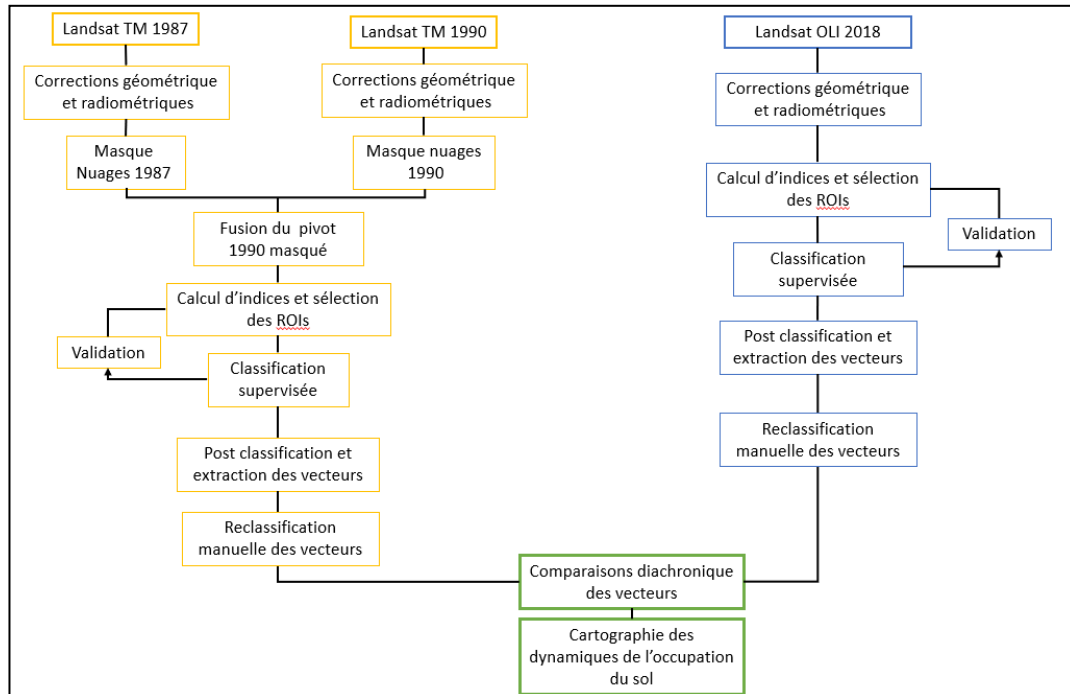 Landsat TM 1987
Corrections géométrique
et radiométriques
Masque
Nuages 1987
Landsat TM 1990
Corrections géométrique
et radiométriques
Masque nuages
1990
Fusion du pivot
1990 masqué
Calcul d'indices et sélection
des ROIs
Validation
Classification
supervisée
Post classification et
extraction des vecteurs
Reclassification
manuelle des vecteurs
Landsat OLI 2018
Corrections géométrique
et radiométriques
Calcul d'indices et sélection
des ROIs
Validation
Classification
supervisée
Post classification et
extraction des vecteurs
Reclassification
manuelle des vecteurs
Comparaisons diachronique
des vecteurs
Cartographie des
dynamiques de l'occupation
du sol